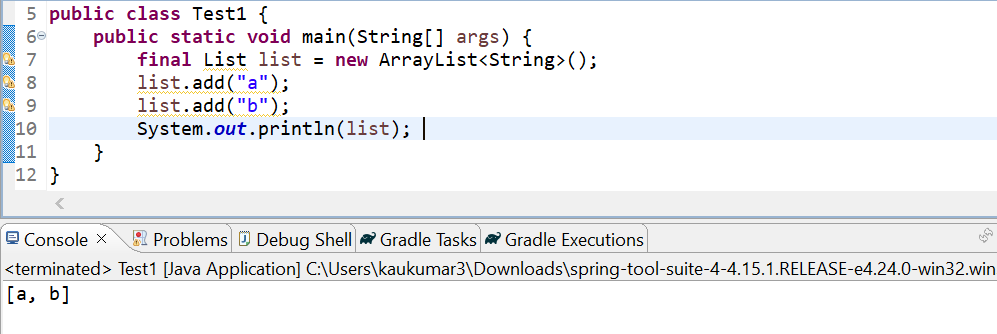 5 public class Test1 {
6 public static void main(String[] args) {
7 final List list = new ArrayList<String>();
8 list.add("a");
9 list.add("b");
10 System.out.println(list);
11 }
12 }
Console Problems Debug Shell Gradle Tasks Gradle Executions
<terminated> Test1 [Java Application] C:\Users\kaukumar3\Downloads\spring-tool-suite-4-4.15.1.RELEASE-e4.24.0-win32.win
[a, b]